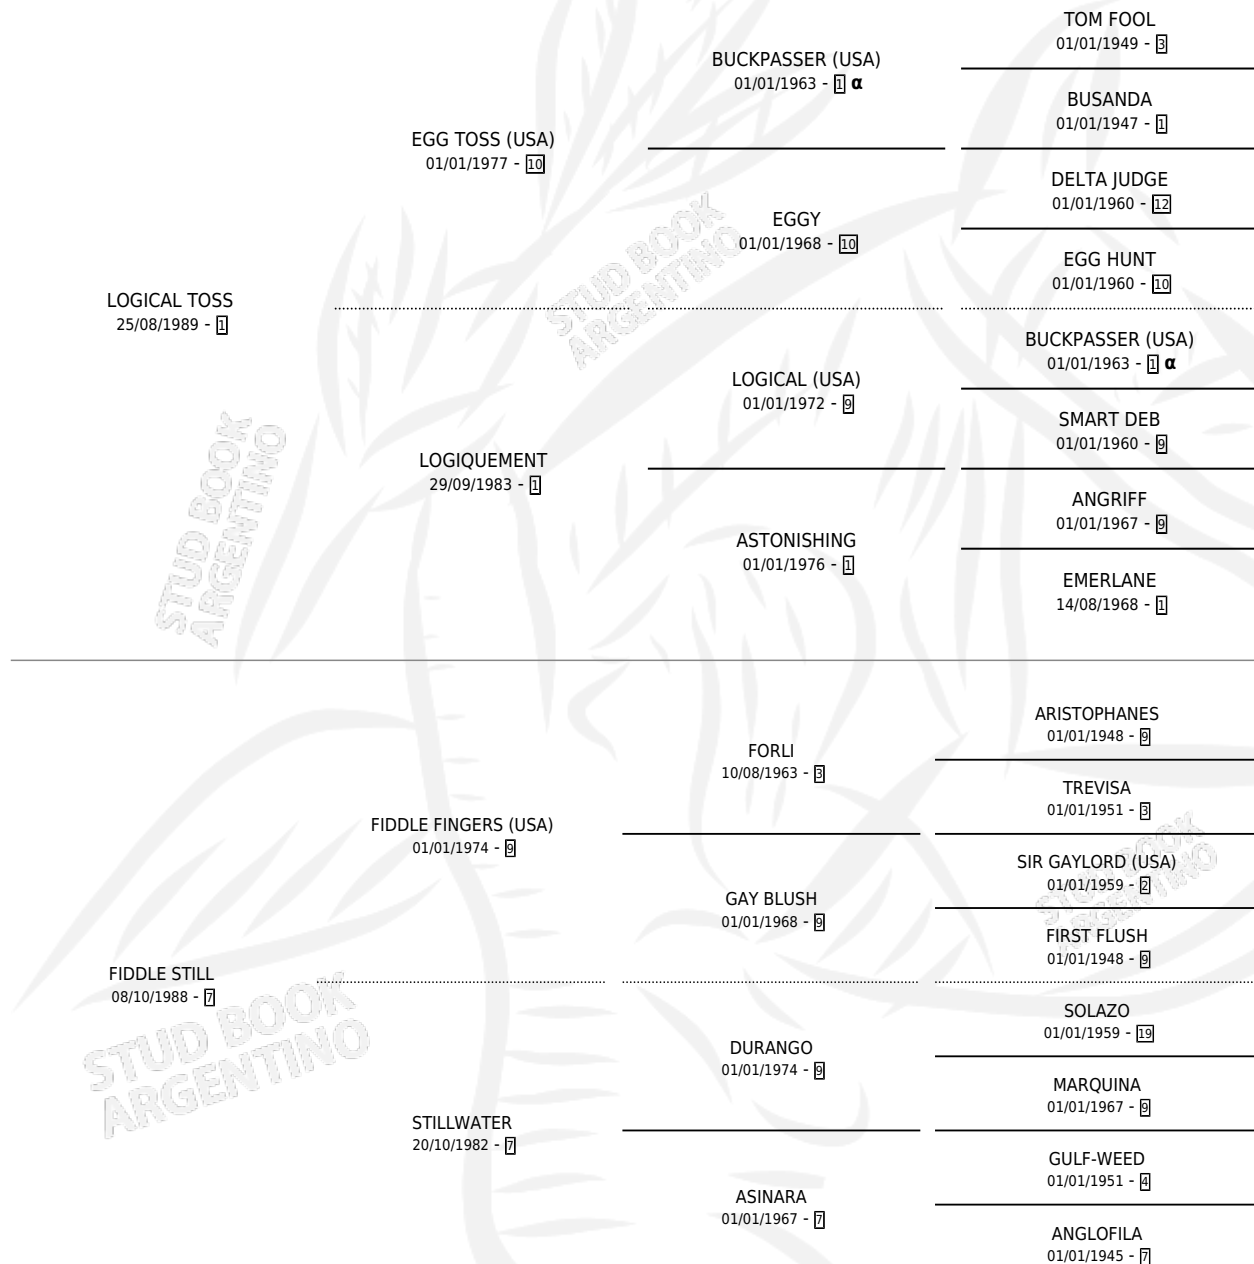 TOM FOOL
01/01/1949 - 3
BUCKPASSER (USA)
01/01/1963 - 1 α
BUSANDA
01/01/1947 - 1
EGG TOSS (USA)
01/01/1977 - 10
DELTA JUDGE
01/01/1960 - 12
EGGY
01/01/1968 - 10
EGG HUNT
01/01/1960 - 10
LOGICAL TOSS
25/08/1989 - 1
BUCKPASSER (USA)
01/01/1963 - 1 α
LOGICAL (USA)
01/01/1972 - 9
SMART DEB
01/01/1960 - 9
LOGIQUEMENT
29/09/1983 - 1
ANGRIFF
01/01/1967 - 9
ASTONISHING
01/01/1976 - 1
EMERLANE
14/08/1968 - 1
ARISTOPHANES
01/01/1948 - 9
FORLI
10/08/1963 - 3
TREVISA
01/01/1951 - 3
FIDDLE FINGERS (USA)
01/01/1974 - 9
SIR GAYLORD (USA)
01/01/1959 - 2
GAY BLUSH
01/01/1968 - 9
FIRST FLUSH
01/01/1948 - 9
FIDDLE STILL
08/10/1988 - 7
SOLAZO
01/01/1959 - 19
DURANGO
01/01/1974 - 9
MARQUINA
01/01/1967 - 9
STILLWATER
20/10/1982 - 7
GULF-WEED
01/01/1951 - 4
ASINARA
01/01/1967 - 7
ANGLOFILA
01/01/1945 - 7
STUD BOOK
ARGENTINO
STUD BOOK
ARGENTINO
STUD BOOK
ARGENTINO
STUD BOOK
ARGENTINO